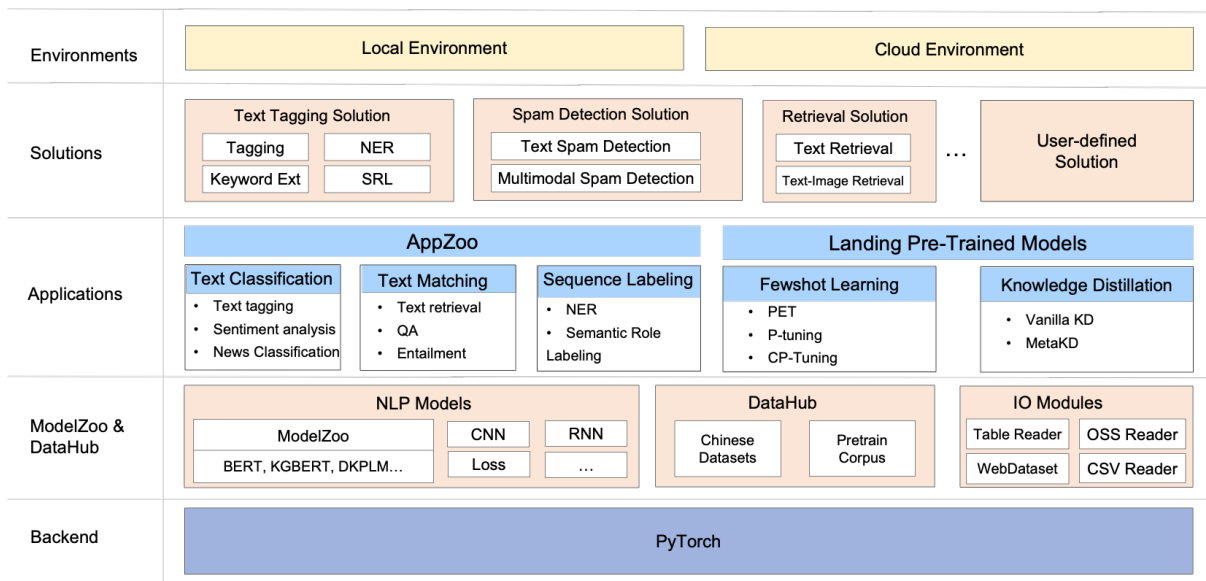 Environments
Local Environment
Cloud Environment
Solutions
Text Tagging Solution
Tagging
NER
Keyword Ext
SRL
Spam Detection Solution
Text Spam Detection
Multimodal Spam Detection
Retrieval Solution
Text Retrieval
Text-Image Retrieval
...
User-defined
Solution
Applications
AppZoo
Text Classification
• Text tagging
• Sentiment analysis
• News Classification
Text Matching
• Text retrieval
• QA
• Entailment
Sequence Labeling
• NER
• Semantic Role
Labeling
Landing Pre-Trained Models
Fewshot Learning
• PET
• P-tuning
• CP-Tuning
Knowledge Distillation
• Vanilla KD
• MetaKD
ModelZoo &
DataHub
NLP Models
ModelZoo
BERT, KGBERT, DKPLM...
CNN
RNN
Loss
...
DataHub
Chinese
Datasets
Pretrain
Corpus
IO Modules
Table Reader
OSS Reader
WebDataset
CSV Reader
Backend
PyTorch